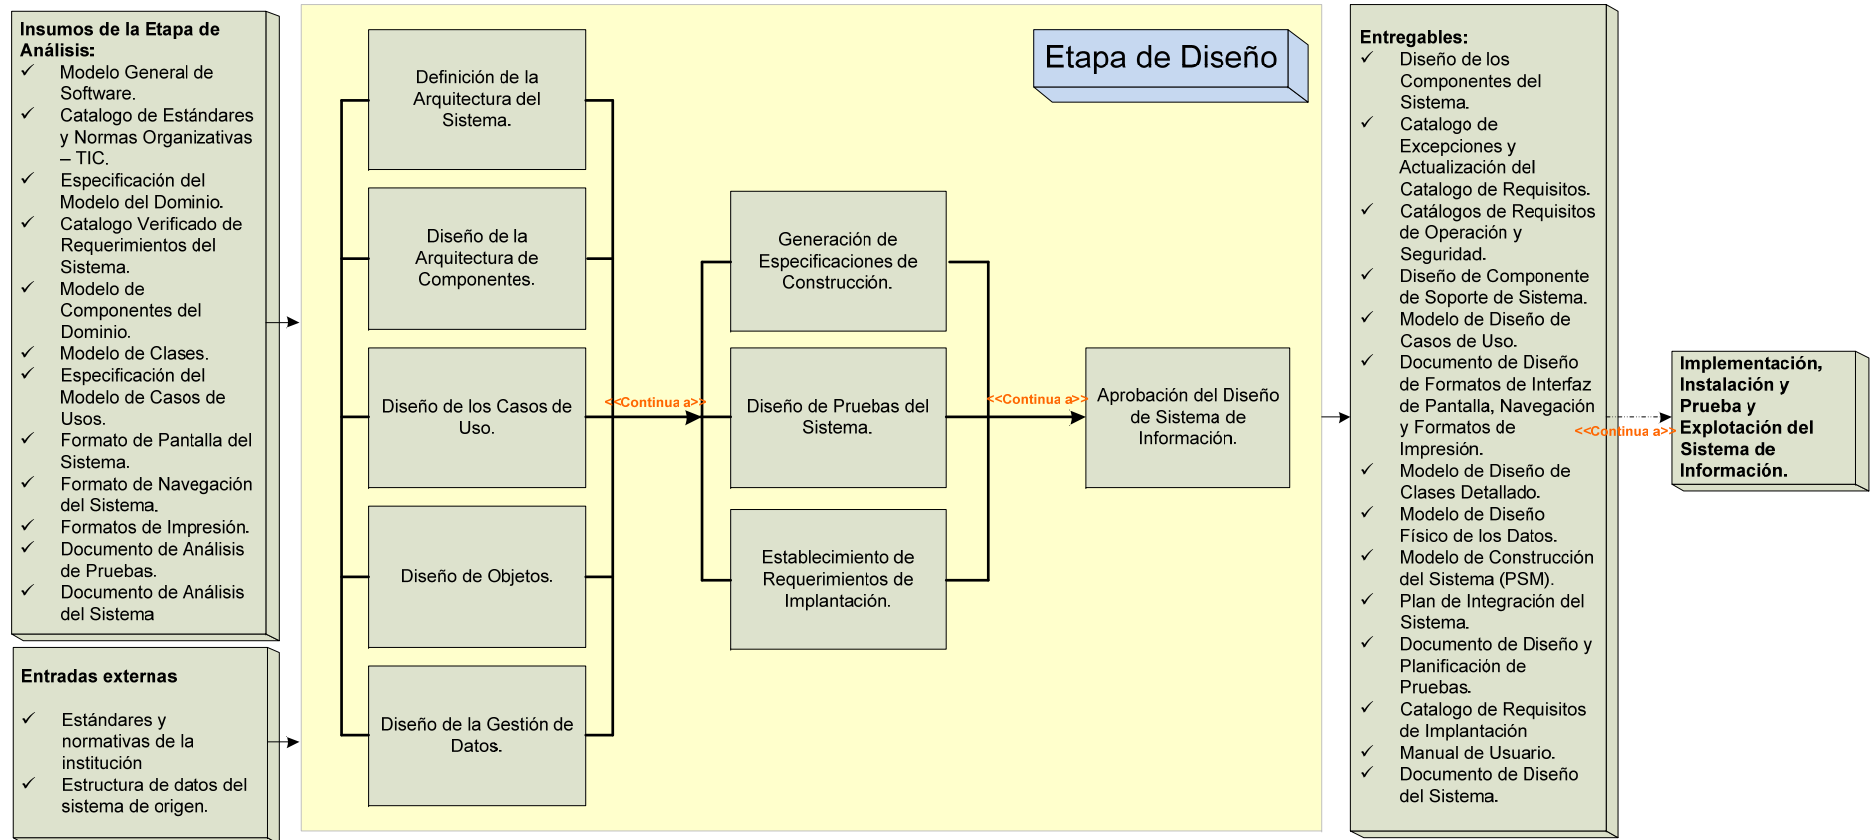 Insumos de la Etapa de
Análisis:
✓ Modelo General de
Software.
✓ Catalogo de Estándares
y Normas Organizativas
– TIC.
✓ Especificación del
Modelo del Dominio.
✓ Catalogo Verificado de
Requerimientos del
Sistema.
✓ Modelo de
Componentes del
Dominio.
✓ Modelo de Clases.
✓ Especificación del
Modelo de Casos de
Usos.
✓ Formato de Pantalla del
Sistema.
✓ Formato de Navegación
del Sistema.
✓ Formatos de Impresión.
✓ Documento de Análisis
de Pruebas.
✓ Documento de Análisis
del Sistema
Entradas externas
✓ Estándares y
normativas de la
institución
✓ Estructura de datos del
sistema de origen.
Etapa de Diseño
Definición de la
Arquitectura del
Sistema.
Diseño de la
Arquitectura de
Componentes.
Diseño de los Casos de
Uso.
Diseño de Objetos.
Diseño de la Gestión de
Datos.
<<Continua a>>
Generación de
Especificaciones de
Construcción.
Diseño de Pruebas del
Sistema.
Establecimiento de
Requerimientos de
Implantación.
<<Continua a>>
Aprobación del Diseño
de Sistema de
Información.
Entregables:
✓ Diseño de los
Componentes del
Sistema.
✓ Catalogo de
Excepciones y
Actualización del
Catalogo de Requisitos.
✓ Catálogos de Requisitos
de Operación y
Seguridad.
✓ Diseño de Componente
de Soporte de Sistema.
✓ Modelo de Diseño de
Casos de Uso.
✓ Documento de Diseño
de Formatos de Interfaz
de Pantalla, Navegación
y Formatos de
Impresión.
✓ Modelo de Diseño de
Clases Detallado.
✓ Modelo de Diseño
Físico de los Datos.
✓ Modelo de Construcción
del Sistema (PSM).
✓ Plan de Integración del
Sistema.
✓ Documento de Diseño y
Planificación de
Pruebas.
✓ Catalogo de Requisitos
de Implantación
✓ Manual de Usuario.
✓ Documento de Diseño
del Sistema.
<<Continua a>>
Implementación,
Instalación y
Prueba y
Explotación del
Sistema de
Información.